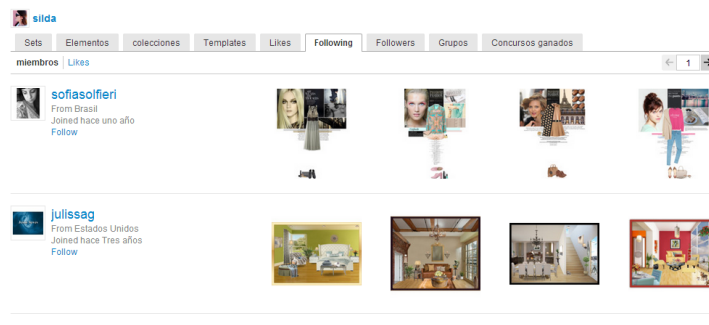 silda
Sets Elementos colecciones Templates Likes Following Followers Grupos Concursos ganados
miembros Likes 1
sofiasolfieri
From Brasil
Joined hace uno año
Follow
julissag
From Estados Unidos
Joined hace Tres años
Follow